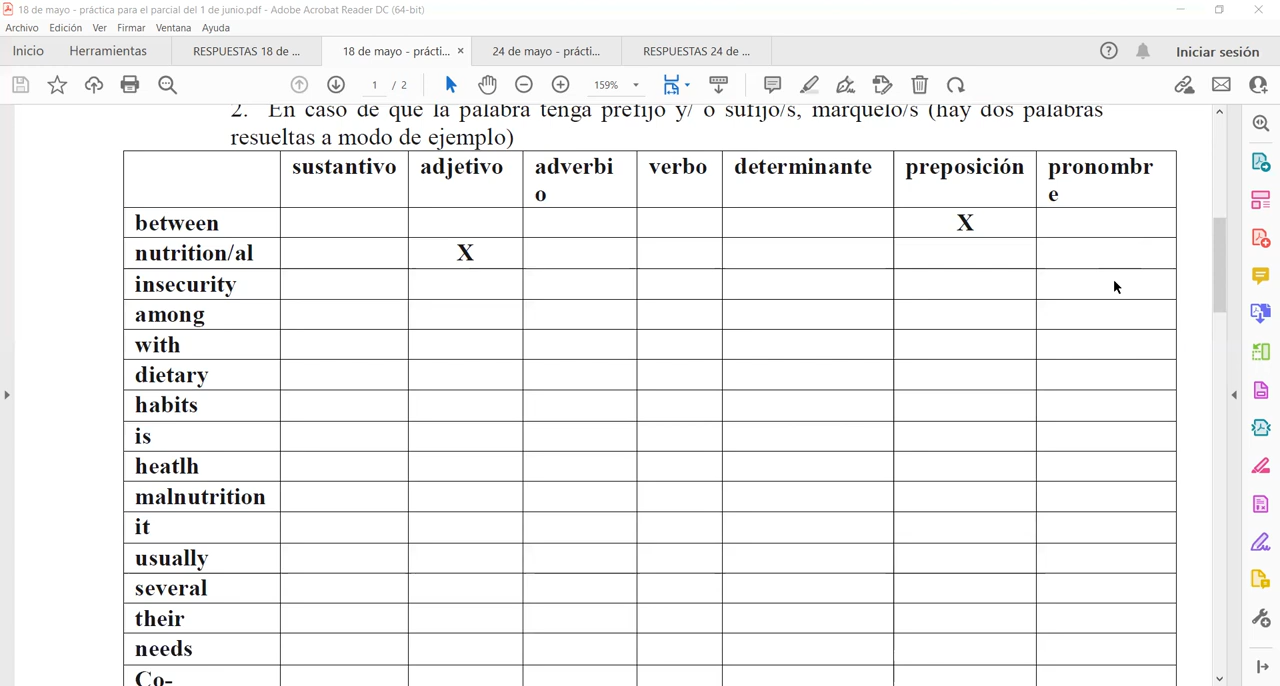 18 de mayo - práctica para el parcial del 1 de junio.pdf - Adobe Acrobat Reader DC (64-bit)
Archivo Edición Ver Firmar Ventana Ayuda
Inicio Herramientas RESPUESTAS 18 de ... 18 de mayo - prácti... × 24 de mayo - prácti... RESPUESTAS 24 de ... Iniciar sesión
1 / 2 159%
2. En caso de que la palabra tenga prefijo y/ o sufijo/s, márquelo/s (hay dos palabras
resueltas a modo de ejemplo)
sustantivo adjetivo adverbi verbo determinante preposición pronombr
o e
between X
nutrition/al X
insecurity
among
with
dietary
habits
is
heatlh
malnutrition
it
usually
several
their
needs
Co-